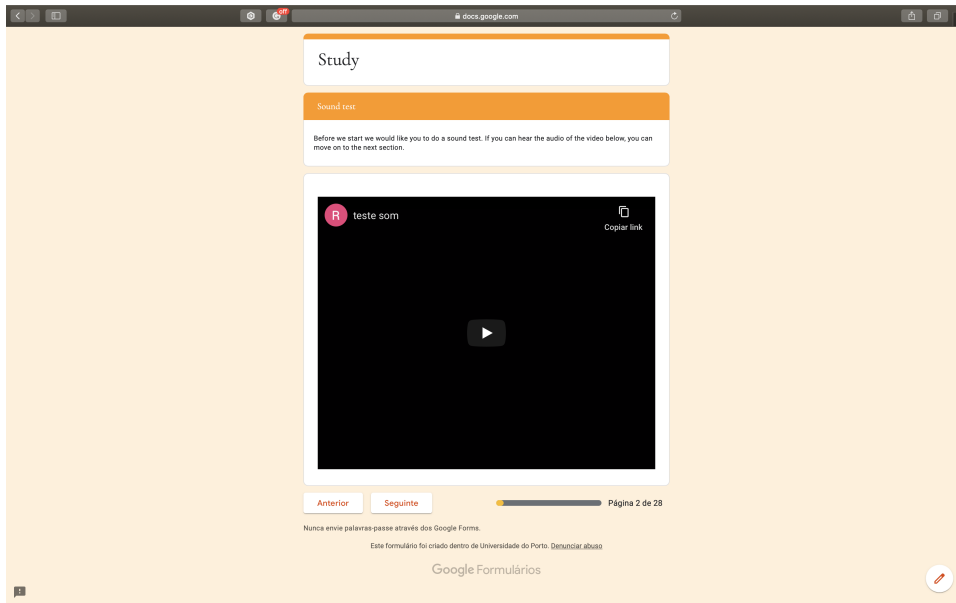 off
docs.google.com
Study
Sound test
Before we start we would like you to do a sound test. If you can hear the audio of the video below, you can
move on to the next section.
R teste som
Copiar link
Anterior Seguinte Página 2 de 28
Nunca envie palavras-passe através dos Google Forms.
Este formulário foi criado dentro de Universidade do Porto. Denunciar abuso
Google Formulários